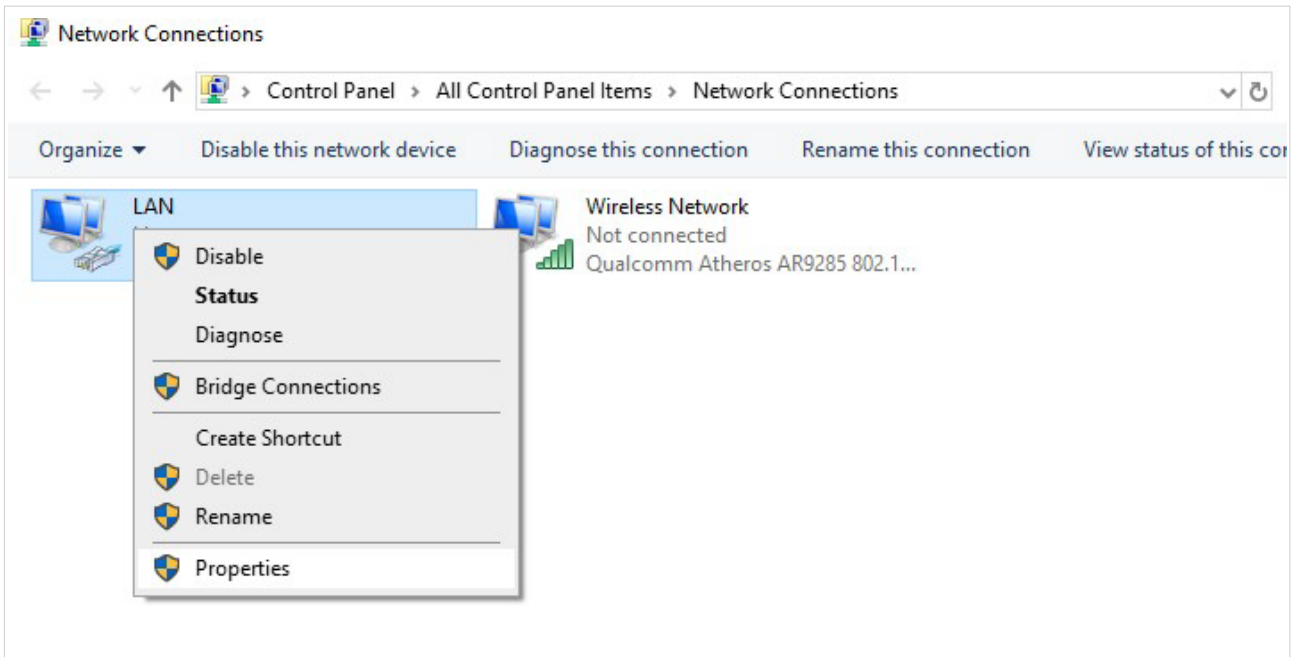 Network Connections
Control Panel > All Control Panel Items > Network Connections
Organize Disable this network device Diagnose this connection Rename this connection View status of this
LAN
Wireless Network
Not connected
Qualcomm Atheros AR9285 802.1...
Disable
Status
Diagnose
Bridge Connections
Create Shortcut
Delete
Rename
Properties